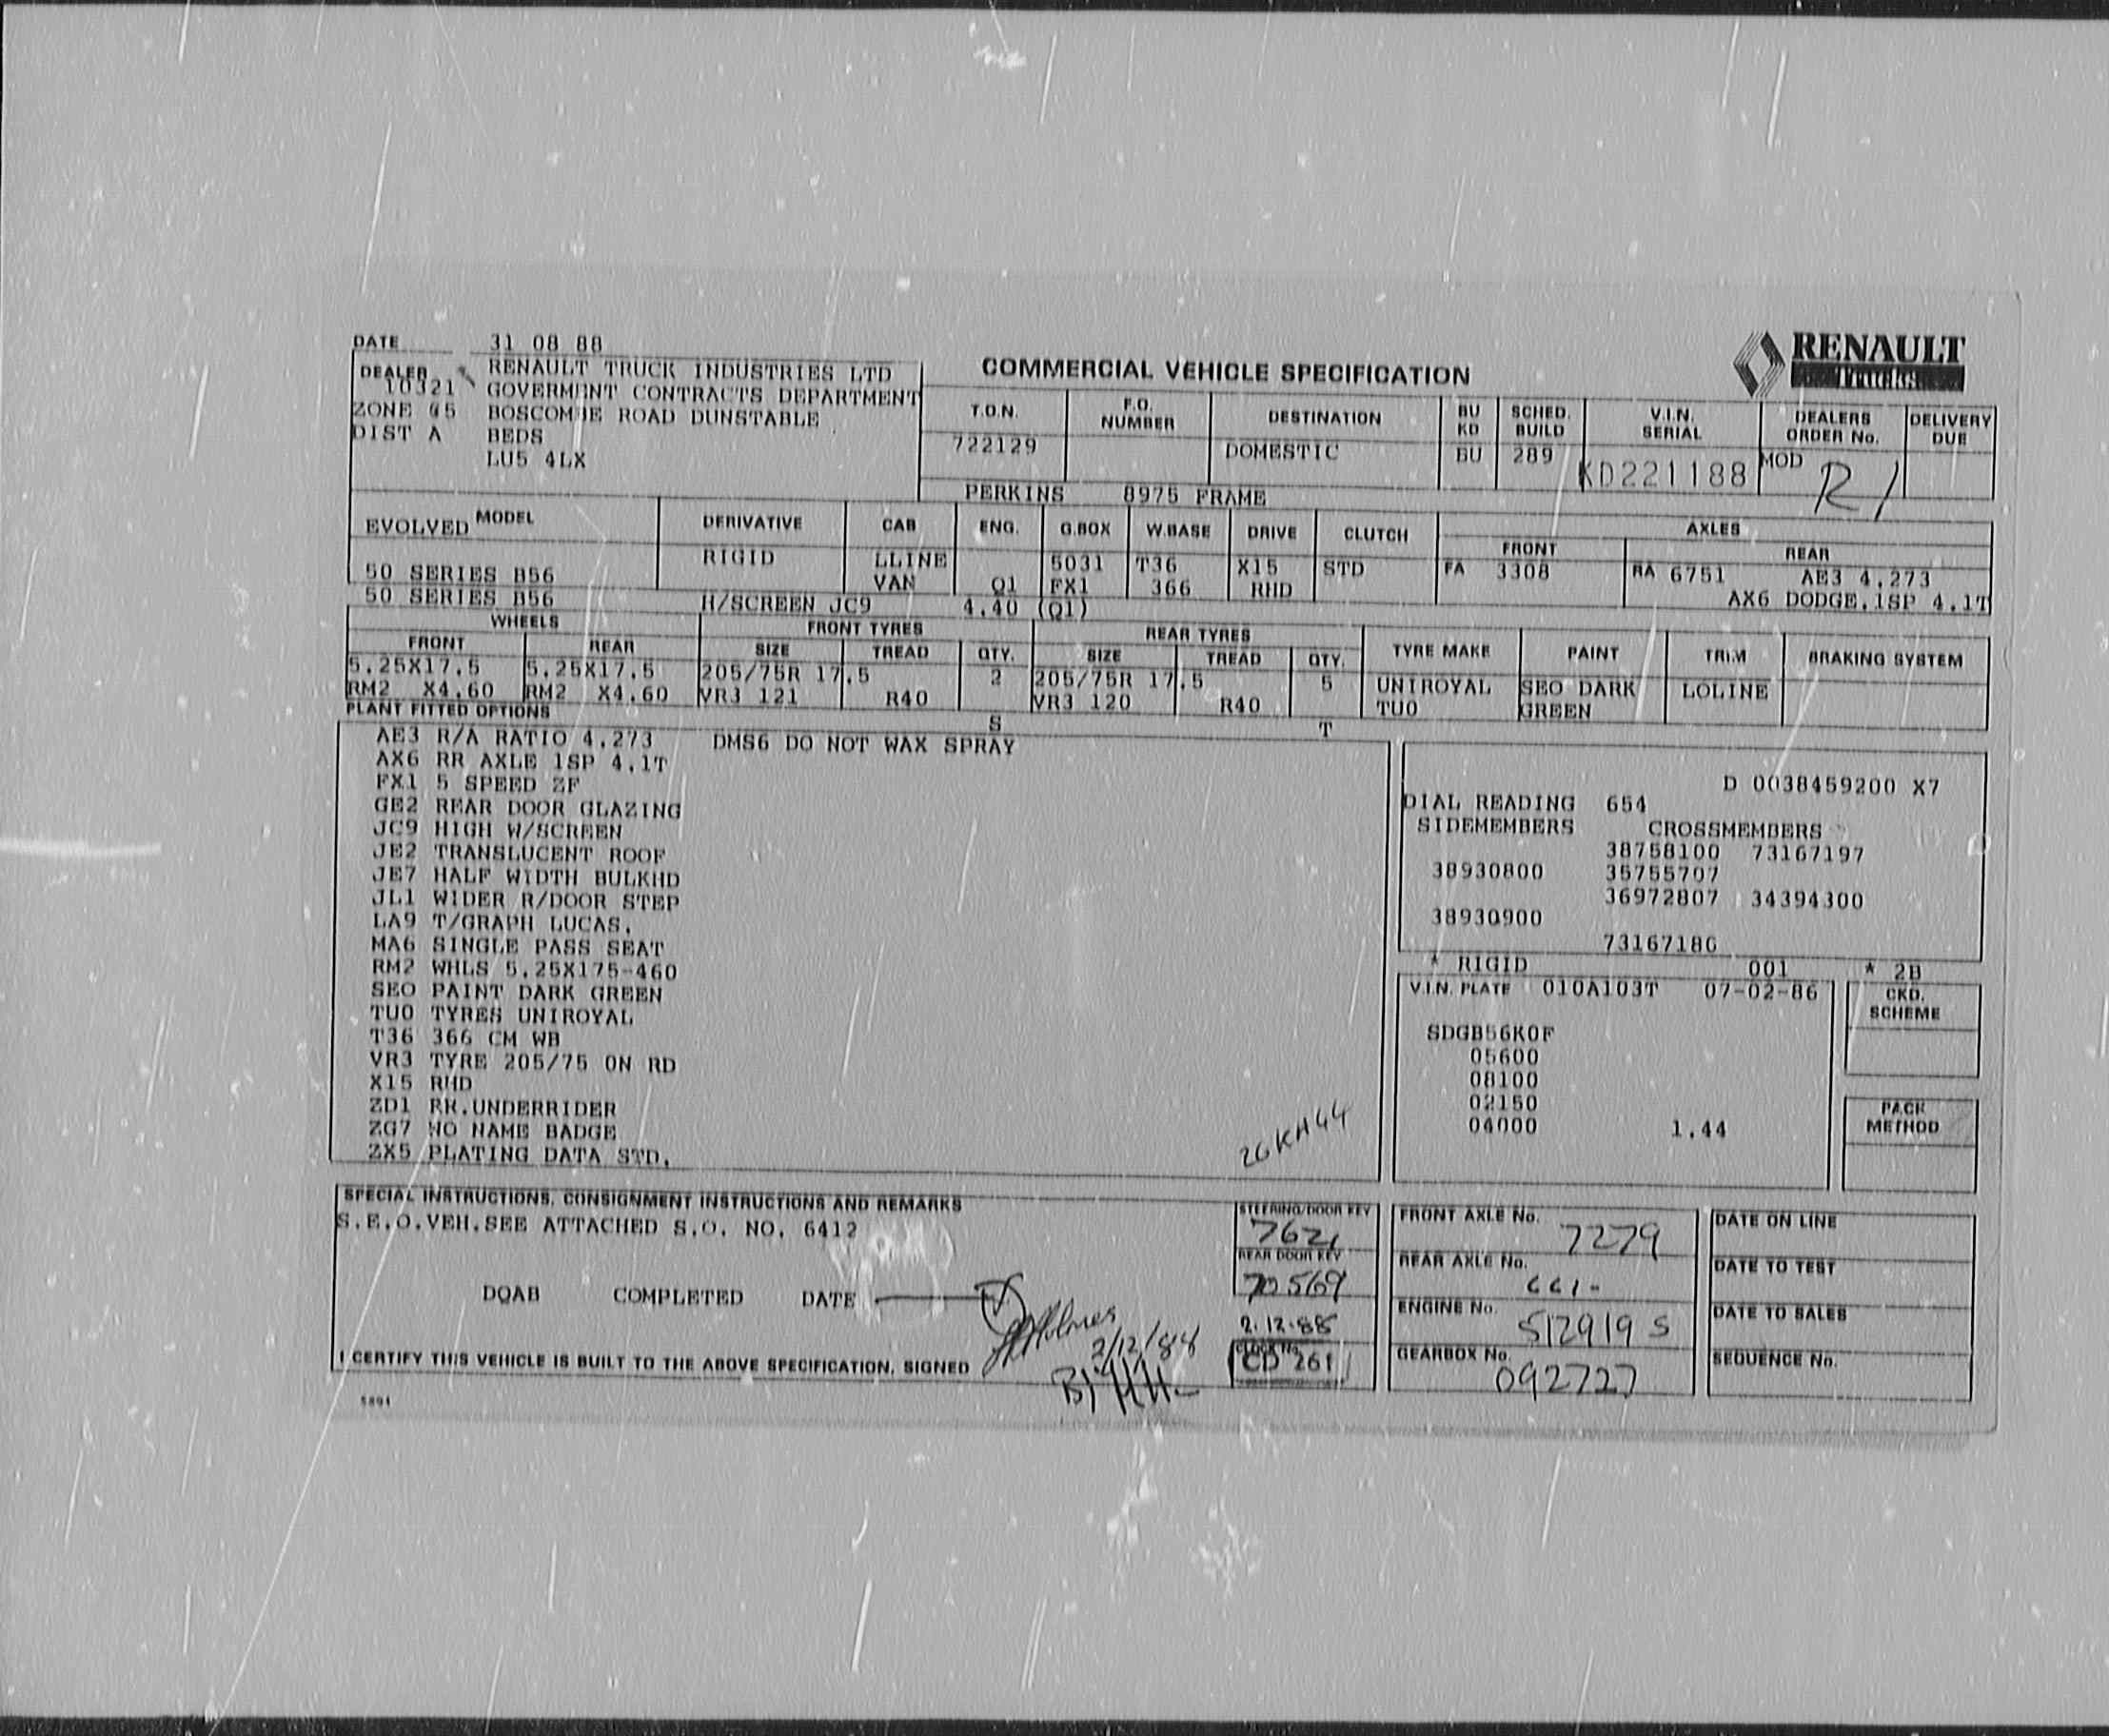 DATE 31 08 88
RENAULT TRUCKS
COMMERCIAL VEHICLE SPECIFICATION
DEALER RENAULT TRUCK INDUSTRIES LTD
10321 GOVERMENT CONTRACTS DEPARTMENT
ZONE 05 BOSCOMBE ROAD DUNSTABLE
DIST A BEDS
LU5 4LX
T.O.N. F.O. NUMBER DESTINATION BU KD SCHED. BUILD V.I.N. SERIAL DEALERS ORDER No. DELIVERY DUE
722129 DOMESTIC BU 289 KD221188 MOD R1
PERKINS 8975 FRAME
EVOLVED MODEL DERIVATIVE CAB ENG. G.BOX W.BASE DRIVE CLUTCH AXLES
FRONT REAR
RIGID LLINE 5031 T36 X15 STD FA 3308 RA 6751 AE3 4.273
50 SERIES B56 VAN Q1 FX1 366 RHD
50 SERIES B56 H/SCREEN JC9 4.40 (Q1) AX6 DODGE.1SP 4.1T
WHEELS FRONT TYRES REAR TYRES
FRONT REAR SIZE TREAD QTY. SIZE TREAD QTY. TYRE MAKE PAINT TRIM BRAKING SYSTEM
5.25X17.5 5.25X17.5 205/75R 17.5 2 205/75R 17.5 5 UNIROYAL SEO DARK LOLINE
RM2 X4.60 RM2 X4.60 VR3 121 R40 VR3 120 R40 TUO GREEN
PLANT FITTED OPTIONS S T
AE3 R/A RATIO 4.273 DMS6 DO NOT WAX SPRAY
AX6 RR AXLE 1SP 4.1T
FX1 5 SPEED ZF
GE2 REAR DOOR GLAZING
JC9 HIGH W/SCREEN
JE2 TRANSLUCENT ROOF
JE7 HALF WIDTH BULKHD
JL1 WIDER R/DOOR STEP
LA9 T/GRAPH LUCAS.
MA6 SINGLE PASS SEAT
RM2 WHLS 5.25X175-460
SEO PAINT DARK GREEN
TUO TYRES UNIROYAL
T36 366 CM WB
VR3 TYRE 205/75 ON RD
X15 RHD
ZD1 RR.UNDERRIDER
ZG7 NO NAME BADGE
ZX5 PLATING DATA STD.
26KH44
D 0038459200 X7
DIAL READING 654
SIDEMEMBERS CROSSMEMBERS
38758100 73167197
38930800 35755707
36972807 34394300
38930900
73167186
* RIGID 001 * 2B
V.I.N. PLATE 010A103T 07-02-86
CKD. SCHEME
SDGB56K0F
05600
08100
02150
04000 1.44
PACK METHOD
SPECIAL INSTRUCTIONS, CONSIGNMENT INSTRUCTIONS AND REMARKS
S.E.O.VEH.SEE ATTACHED S.O. NO. 6412
DQAB COMPLETED DATE
2/12/88
I CERTIFY THIS VEHICLE IS BUILT TO THE ABOVE SPECIFICATION. SIGNED
STEERING/DOOR KEY
7621
REAR DOOR KEY
70569
2.12.88
CD 261
FRONT AXLE No. 7279
REAR AXLE No. 661-
ENGINE No. 512919 S
GEARBOX No. 092727
DATE ON LINE
DATE TO TEST
DATE TO SALES
SEQUENCE No.
5801